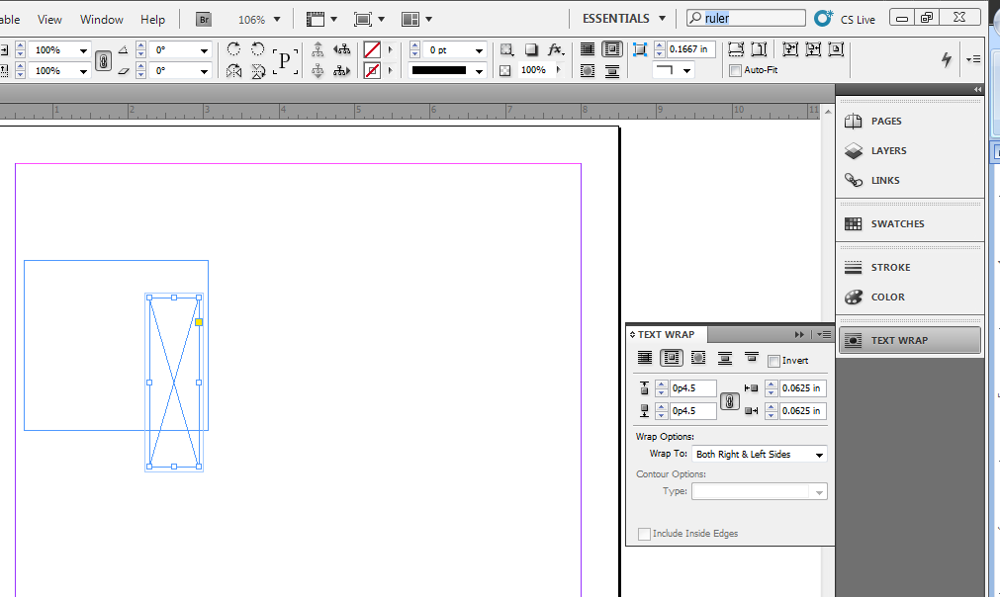 able View Window Help Br 106% ESSENTIALS ruler CS Live
100% 0° P 0 pt fx. 0.1667 in
100% 0° 100% Auto-Fit
1 2 3 4 5 6 7 8 9 10 11
PAGES
LAYERS
LINKS
SWATCHES
STROKE
COLOR
TEXT WRAP
TEXT WRAP
Invert
0p4.5 0.0625 in
0p4.5 0.0625 in
Wrap Options:
Wrap To: Both Right & Left Sides
Contour Options:
Type:
Include Inside Edges